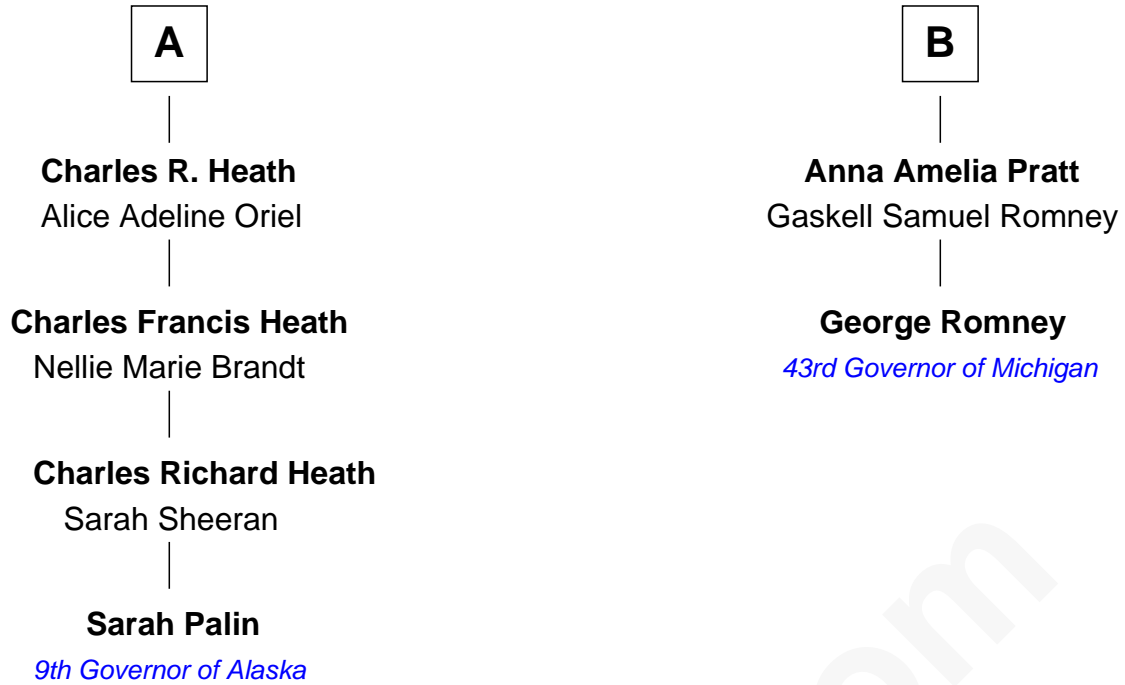 A
Charles R. Heath
Alice Adeline Oriel
Charles Francis Heath
Nellie Marie Brandt
Charles Richard Heath
Sarah Sheeran
Sarah Palin
9th Governor of Alaska
B
Anna Amelia Pratt
Gaskell Samuel Romney
George Romney
43rd Governor of Michigan
om